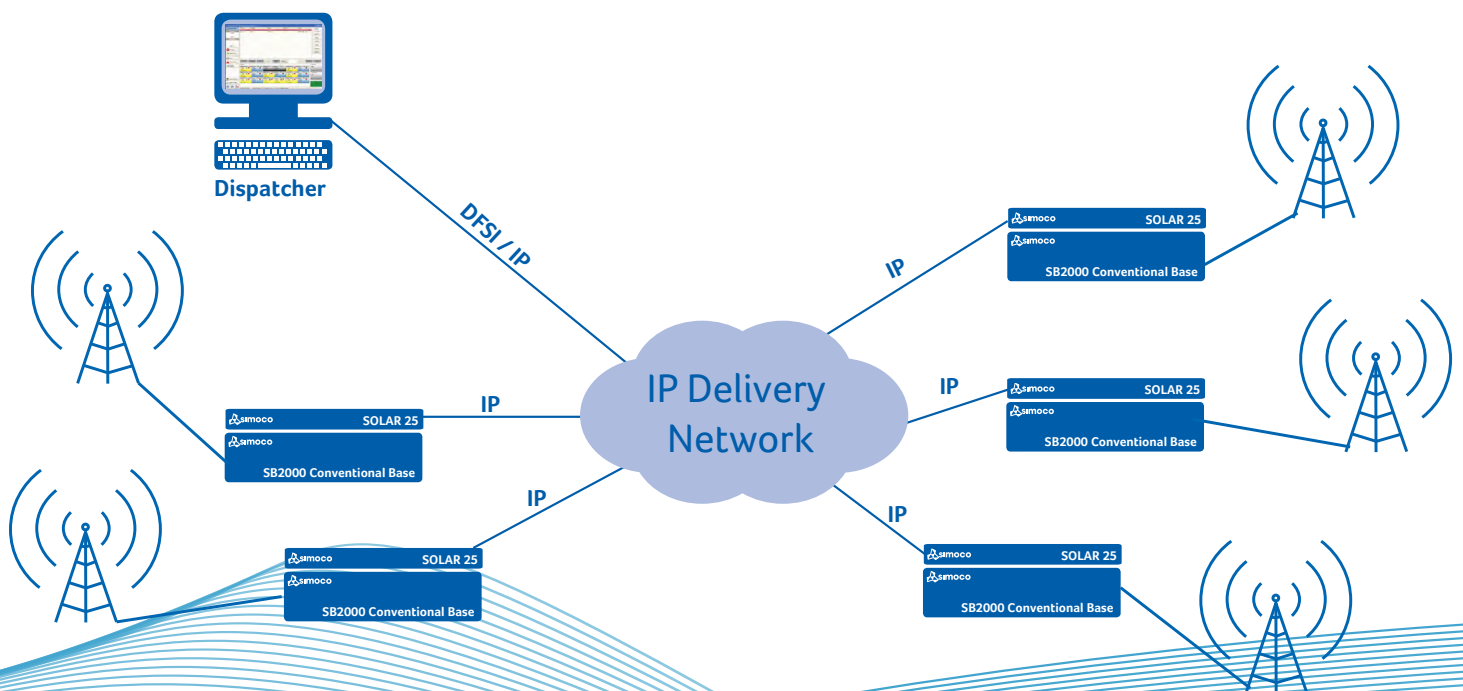 Dispatcher
DFSI / IP
IP
simoco SOLAR 25
simoco
SB2000 Conventional Base
IP
simoco SOLAR 25
simoco
SB2000 Conventional Base
IP Delivery
Network
IP
simoco SOLAR 25
simoco
SB2000 Conventional Base
IP
simoco SOLAR 25
simoco
SB2000 Conventional Base
IP
simoco SOLAR 25
simoco
SB2000 Conventional Base